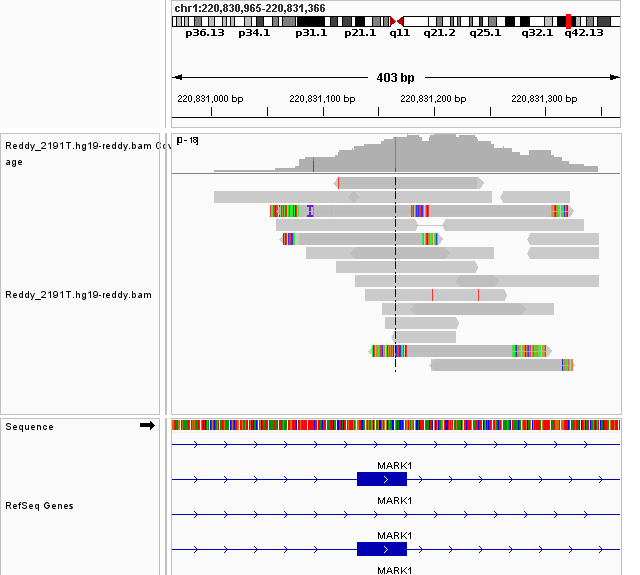 chr1:220,830,965-220,831,366
p36.13 p34.1 p31.1 p21.1 q11 q21.2 q25.1 q32.1 q42.13
403 bp
220,831,000 bp 220,831,100 bp 220,831,200 bp 220,831,300 bp
Reddy_2191T.hg19-reddy.bam Cov
age
[0 - 18]
Reddy_2191T.hg19-reddy.bam
Sequence
MARK1
MARK1
RefSeq Genes
MARK1
MARK1